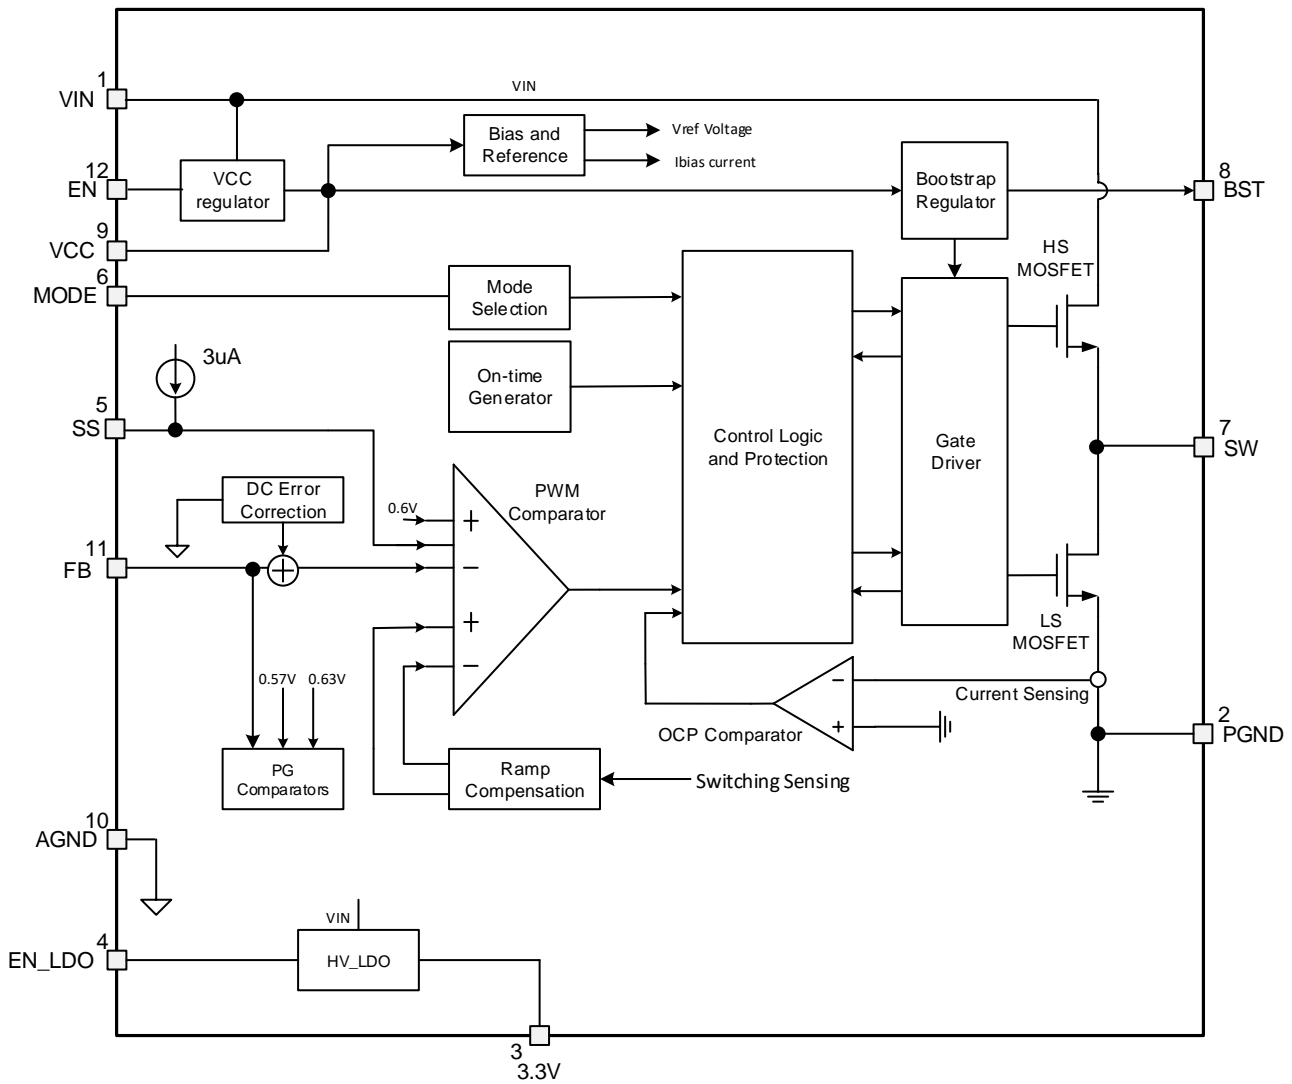 1
VIN
VIN
Bias and
Reference
Vref Voltage
Ibias current
12
EN
VCC
regulator
Bootstrap
Regulator
8
BST
9
VCC
HS
MOSFET
6
MODE
Mode
Selection
3uA
On-time
Generator
5
SS
Control Logic
and Protection
Gate
Driver
7
SW
DC Error
Correction
0.6V
+
PWM
Comparator
11
FB
+
−
+
−
LS
MOSFET
0.57V
0.63V
−
Current Sensing
+
OCP Comparator
2
PGND
PG
Comparators
Ramp
Compensation
Switching Sensing
10
AGND
VIN
4
EN_LDO
HV_LDO
3
3.3V